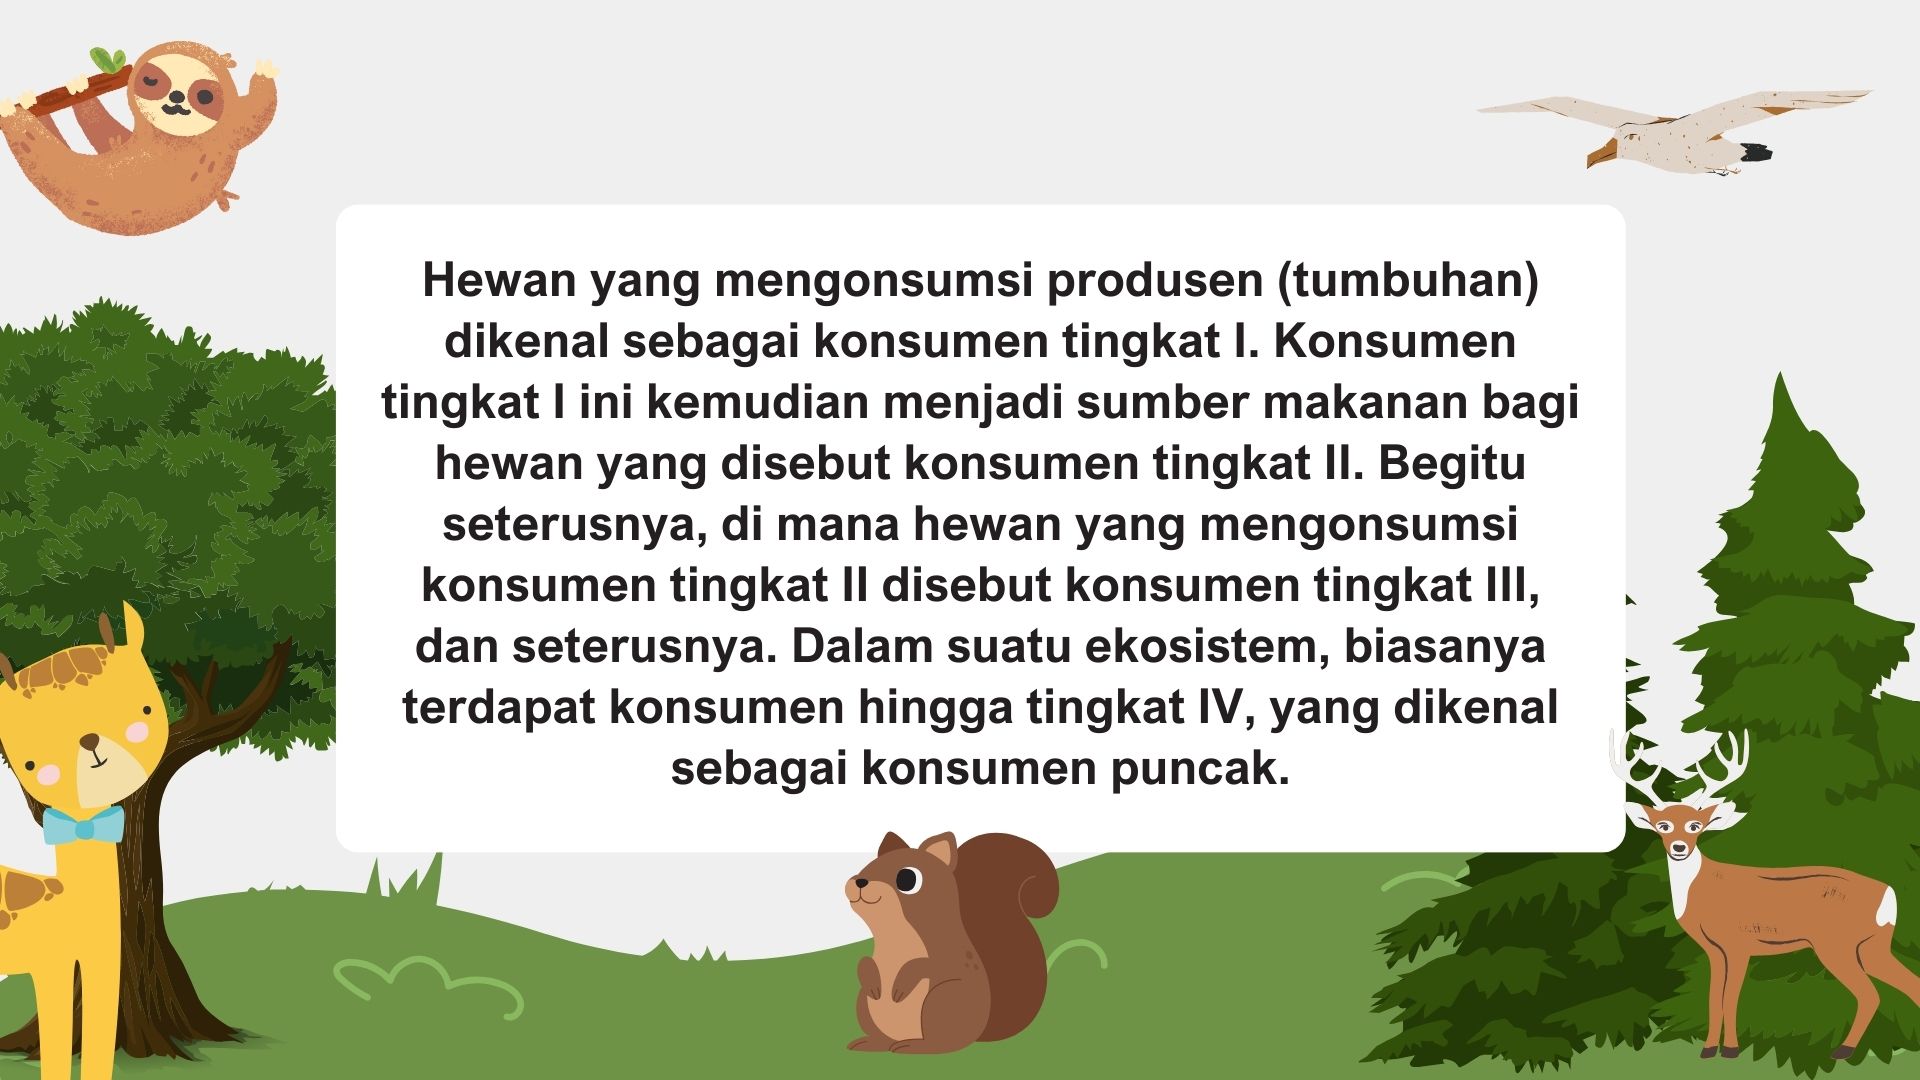 Hewan yang mengonsumsi produsen (tumbuhan)
dikenal sebagai konsumen tingkat I. Konsumen
tingkat I ini kemudian menjadi sumber makanan bagi
hewan yang disebut konsumen tingkat II. Begitu
seterusnya, di mana hewan yang mengonsumsi
konsumen tingkat II disebut konsumen tingkat III,
dan seterusnya. Dalam suatu ekosistem, biasanya
terdapat konsumen hingga tingkat IV, yang dikenal
sebagai konsumen puncak.